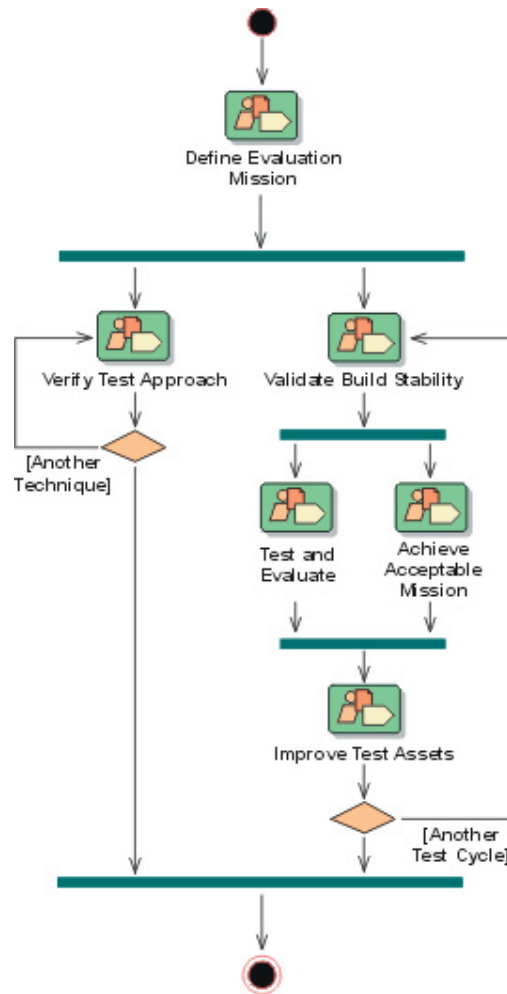 Define Evaluation
Mission
Verify Test Approach
Validate Build Stability
[Another
Technique]
Test and
Evaluate
Achieve
Acceptable
Mission
Improve Test Assets
[Another
Test Cycle]